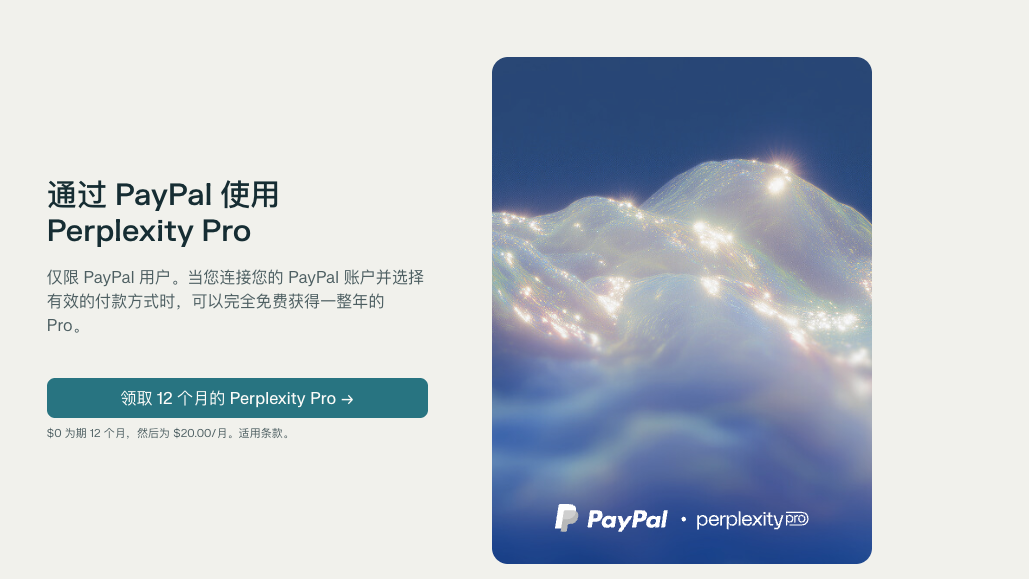 通过 PayPal 使用
Perplexity Pro
仅限 PayPal 用户。当您连接您的 PayPal 账户并选择
有效的付款方式时，可以完全免费获得一整年的
Pro。
领取 12 个月的 Perplexity Pro →
$0 为期 12 个月，然后为 $20.00/月。适用条款。
PayPal • perplexity pro